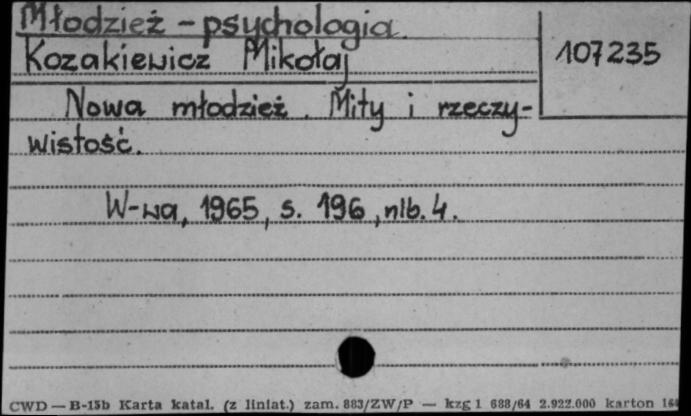 Młodzież - psychologia.
Kozakiewicz Mikołaj
107235
Nowa młodzież. Mity i rzeczy-
wistość.
W-wa, 1965, s. 196, nlb. 4.
CWD — B-15b Karta katal. (z liniat.) zam. 883/ZW/P — kzg 1 688/64 2.922.000 karton